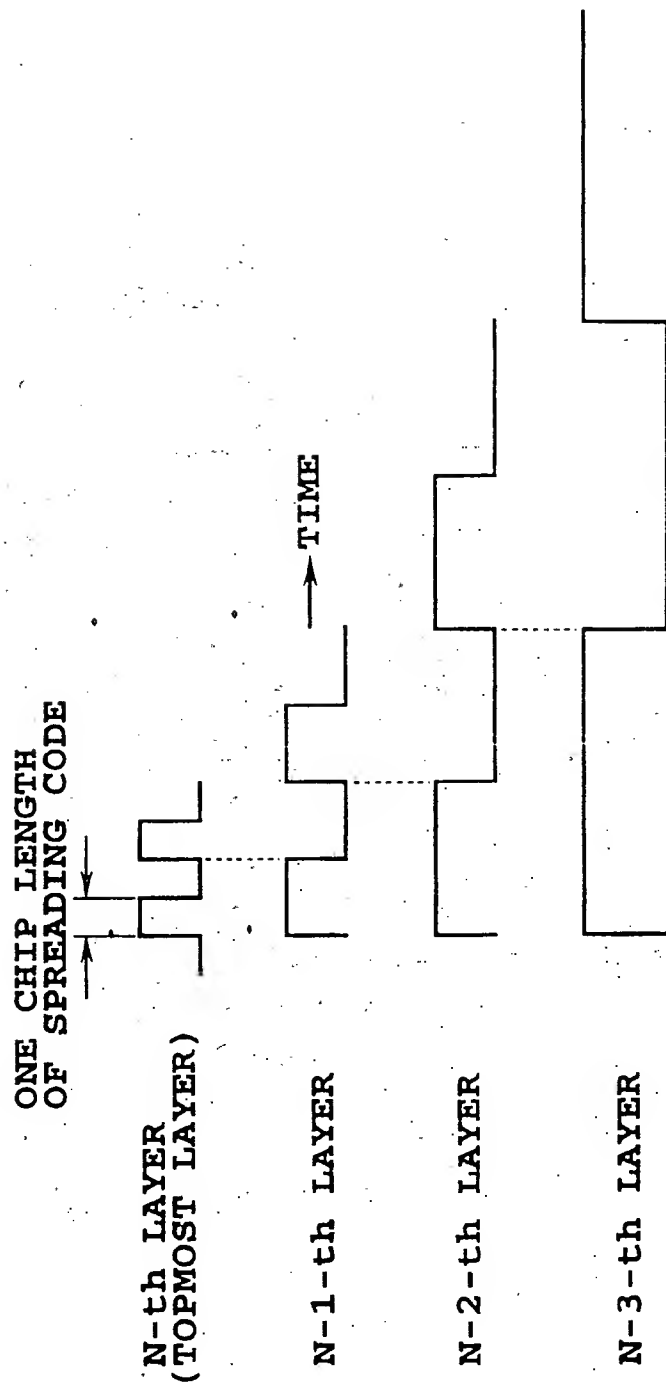 ONE CHIP LENGTH
OF SPREADING CODE
N-th LAYER
(TOPMOST LAYER)
TIME
N-1-th LAYER
N-2-th LAYER
N-3-th LAYER